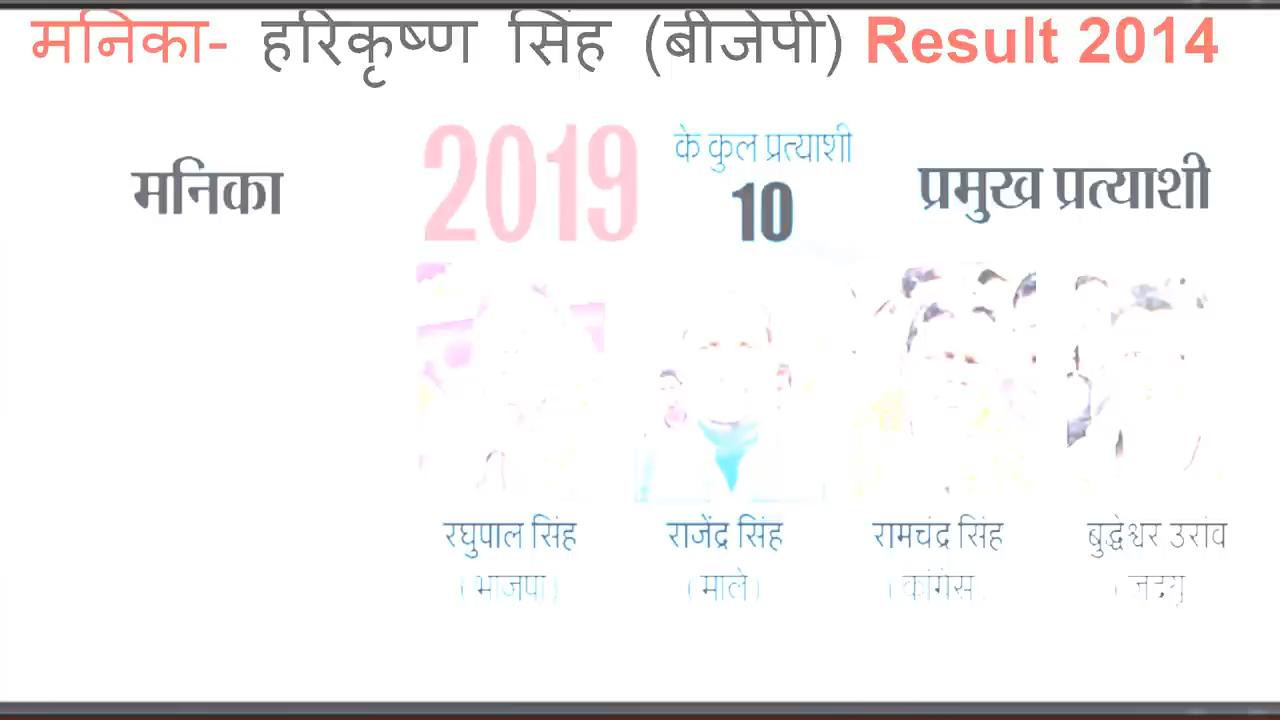 मनिका- हरिकृष्ण सिंह (बीजेपी) Result 2014
मनिका
2019
के कुल प्रत्याशी
10
प्रमुख प्रत्याशी
रघुपाल सिंह
(भाजपा)
राजेंद्र सिंह
(माले)
रामचंद्र सिंह
(कांग्रेस)
बुद्धेश्वर उरांव